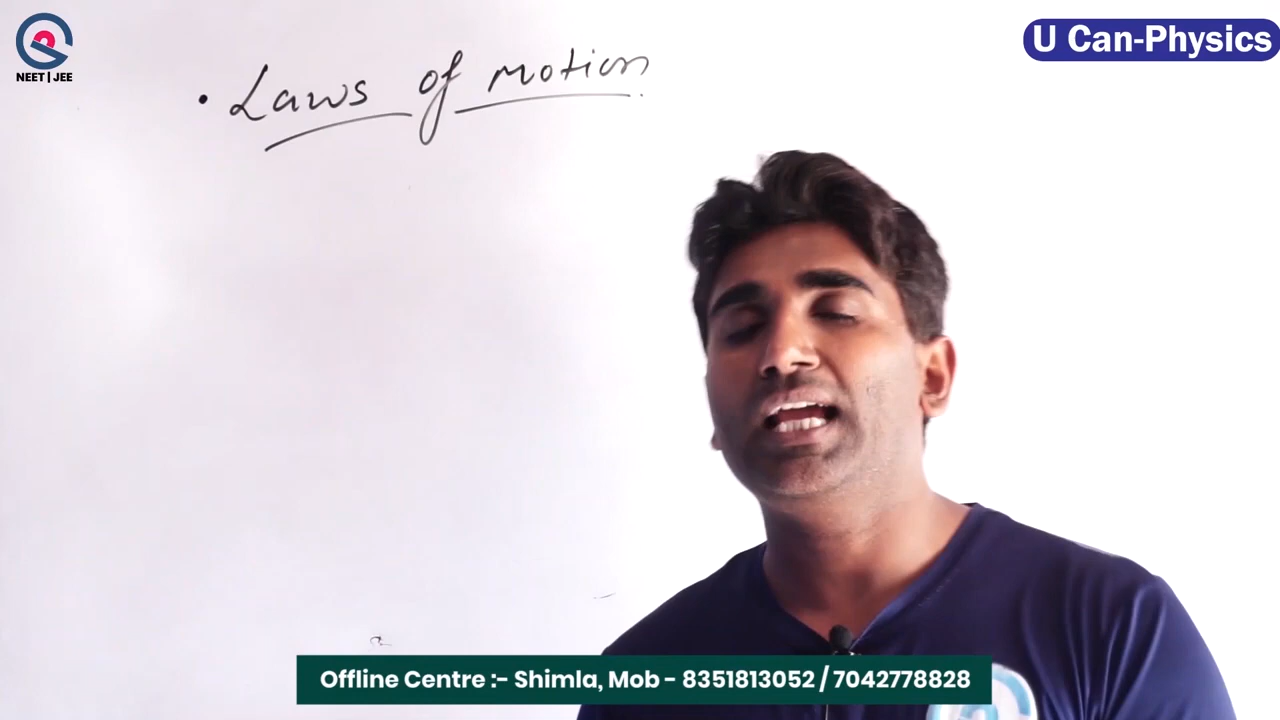 U Can-Physics
NEET | JEE
• Laws of motion
Offline Centre :- Shimla, Mob - 8351813052 / 7042778828